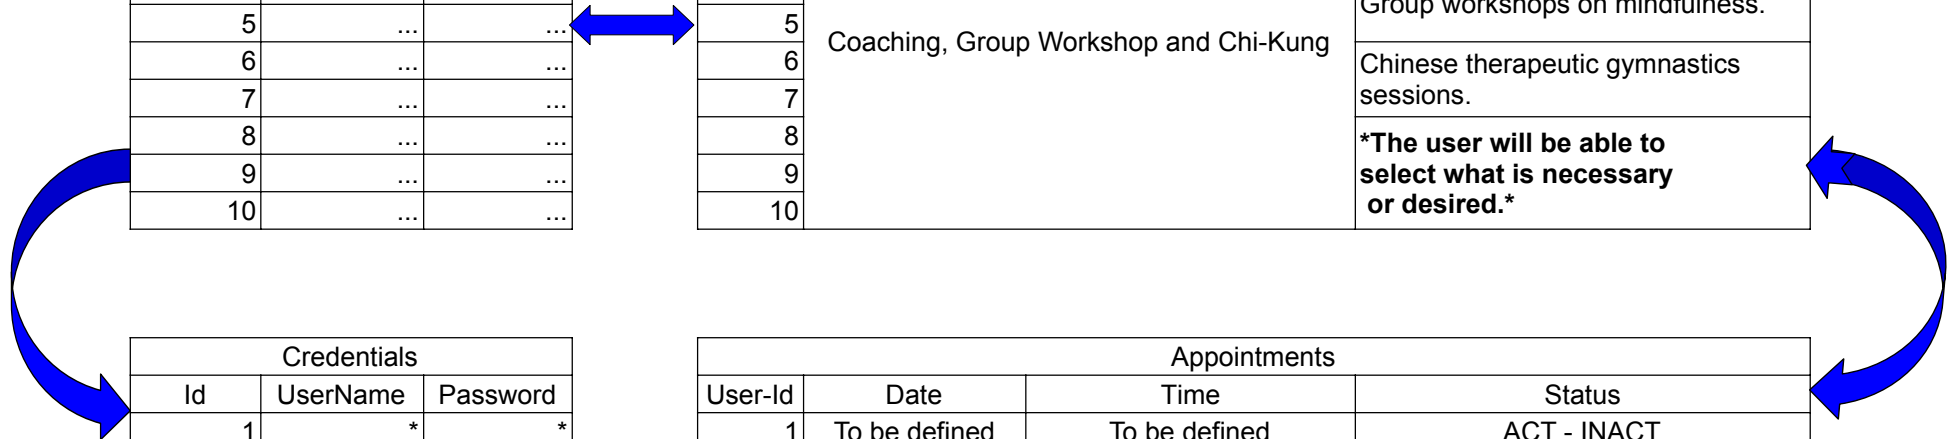 5 ... ... 5 Group workshops on mindfulness.
Coaching, Group Workshop and Chi-Kung
6 ... ... 6 Chinese therapeutic gymnastics
7 ... ... 7 sessions.
8 ... ... 8 *The user will be able to
9 ... ... 9 select what is necessary
10 ... ... 10 or desired.*
Credentials Appointments
Id UserName Password User-Id Date Time Status
1 * * 1 To be defined To be defined ACT - INACT